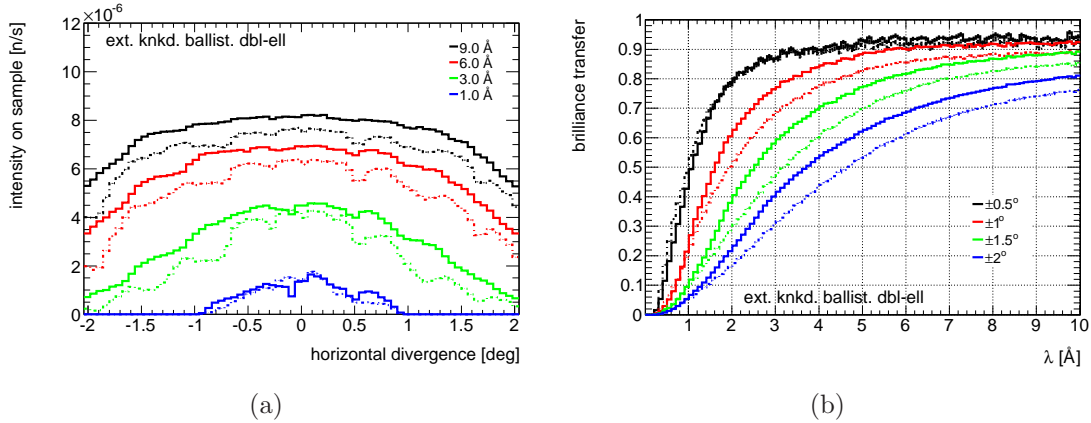 ×10⁻⁶
ext. knkd. ballist. dbl-ell
9.0 Å
6.0 Å
3.0 Å
1.0 Å
intensity on sample [n/s]
12
10
8
6
4
2
0
-2 -1.5 -1 -0.5 0 0.5 1 1.5 2
horizontal divergence [deg]
(a)
brilliance transfer
1
0.9
0.8
0.7
0.6
0.5
0.4
0.3
0.2
0.1
0
±0.5°
±1°
±1.5°
±2°
ext. knkd. ballist. dbl-ell
1 2 3 4 5 6 7 8 9 10
λ [Å]
(b)